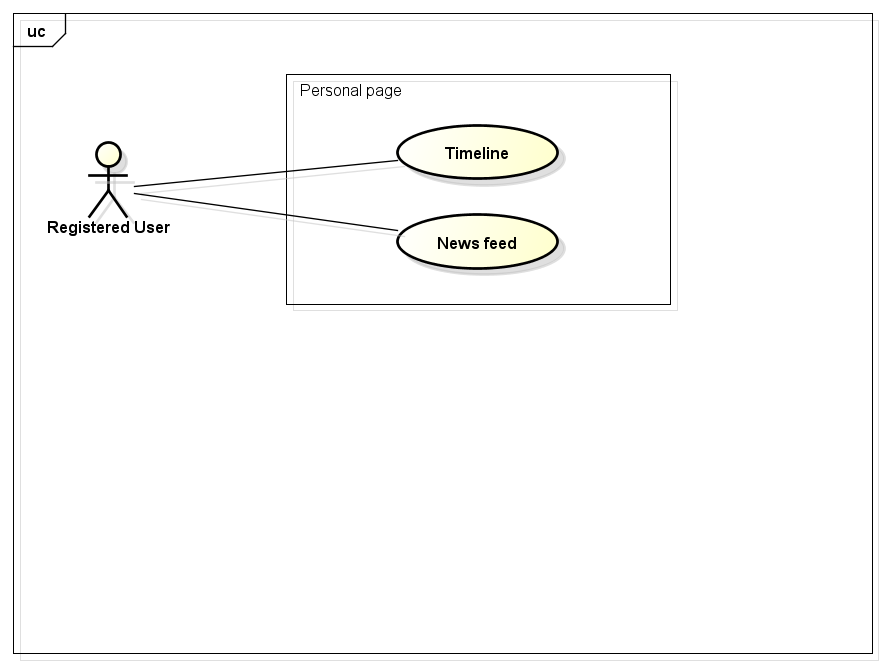 uc
Personal page
Timeline
Registered User
News feed